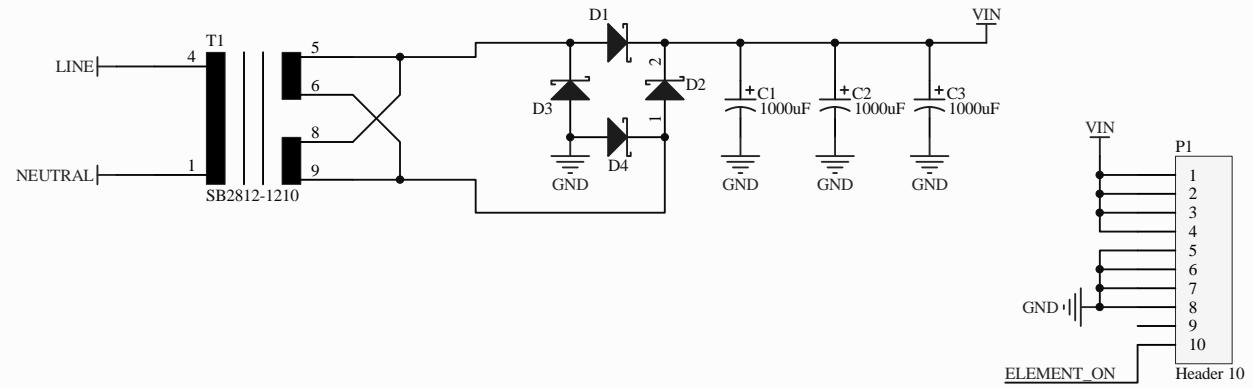 LINE
NEUTRAL
T1
4
1
5
6
8
9
SB2812-1210
D1
D3
D4
D2
2
1
GND
VIN
+ C1
1000uF
GND
+ C2
1000uF
GND
+ C3
1000uF
GND
VIN
P1
1
2
3
4
5
6
7
8
9
10
GND
ELEMENT_ON
Header 10